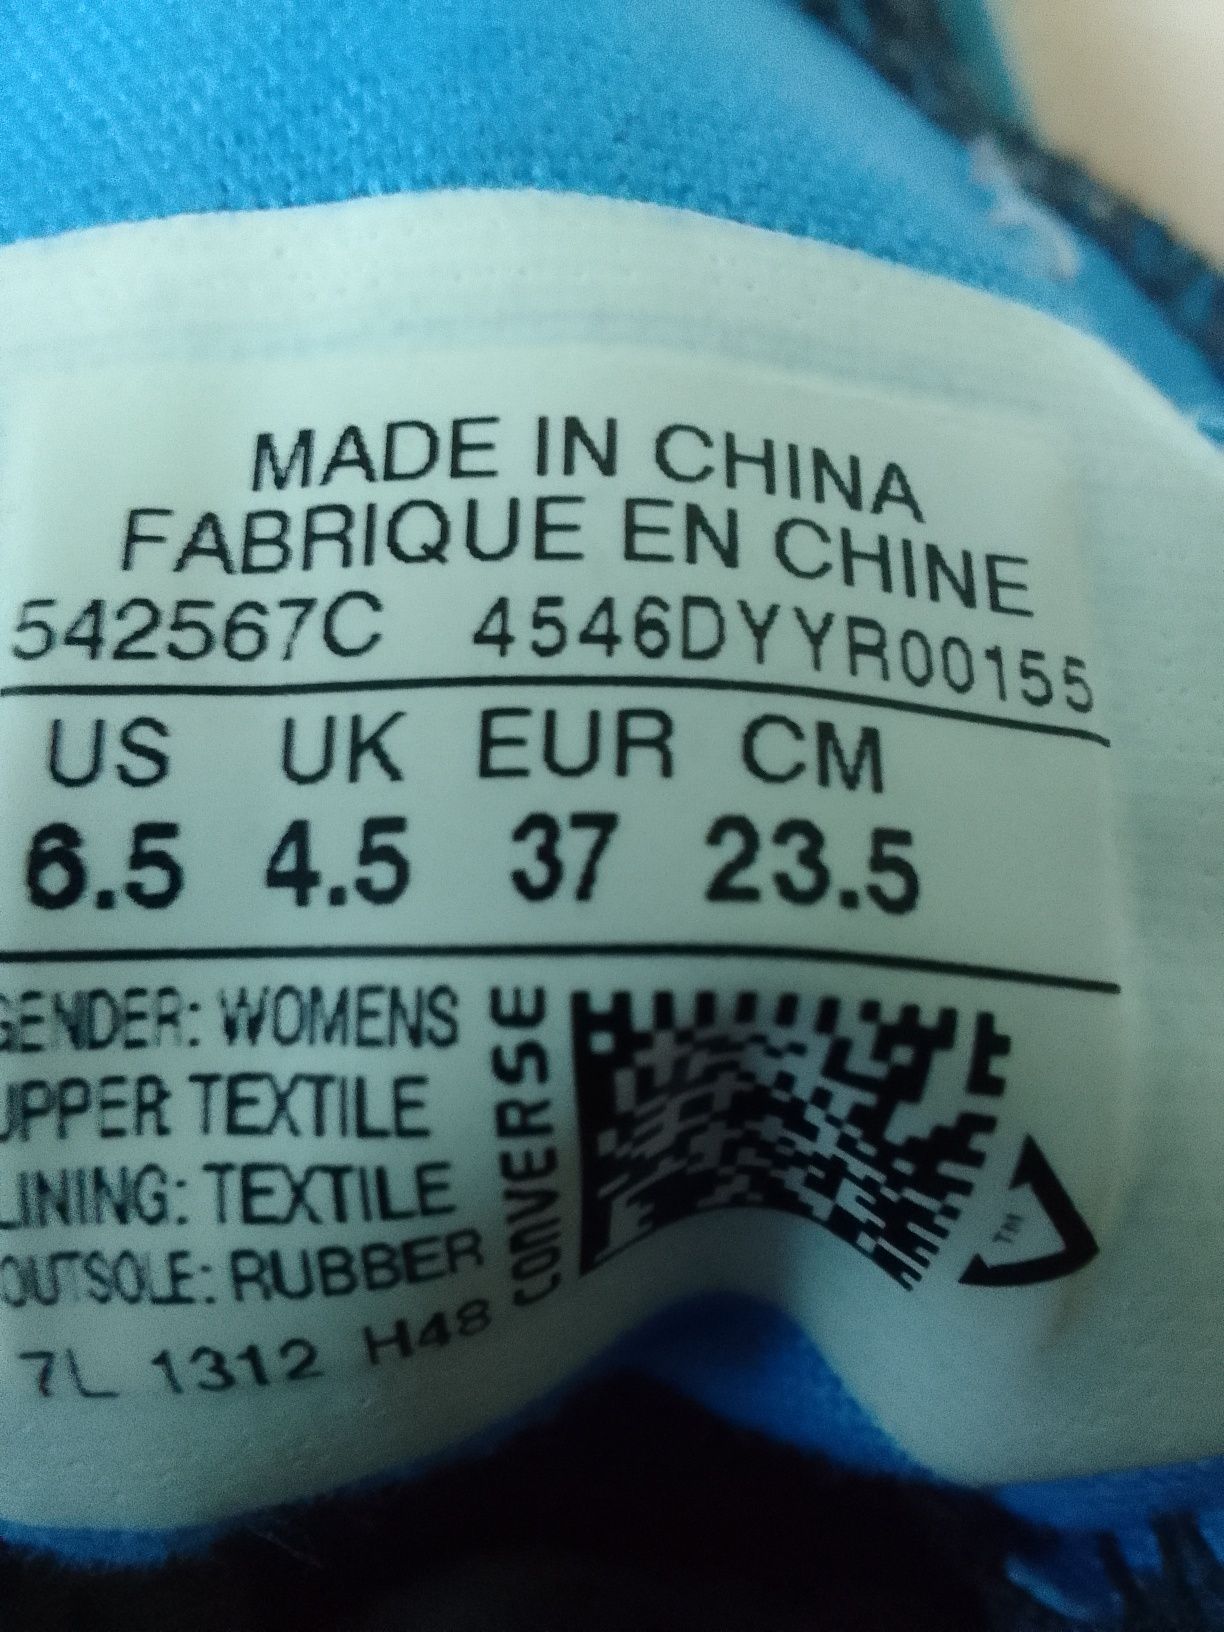 MADE IN CHINA
FABRIQUE EN CHINE
542567C 4546DYYR00155
US UK EUR CM
6.5 4.5 37 23.5
GENDER: WOMENS
UPPER TEXTILE
LINING: TEXTILE
OUTSOLE: RUBBER
7L 1312 H48
CONVERSE
TM